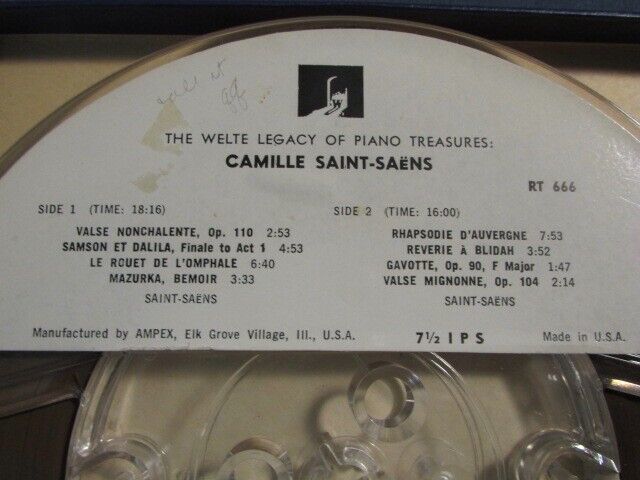 W
THE WELTE LEGACY OF PIANO TREASURES:
CAMILLE SAINT-SAËNS
RT 666
SIDE 1 (TIME: 18:16)
VALSE NONCHALENTE, Op. 110 2:53
SAMSON ET DALILA, Finale to Act 1 4:53
LE ROUET DE L'OMPHALE 6:40
MAZURKA, BEMOIR 3:33
SAINT-SAËNS
SIDE 2 (TIME: 16:00)
RHAPSODIE D'AUVERGNE 7:53
REVERIE À BLIDAH 3:52
GAVOTTE, Op. 90, F Major 1:47
VALSE MIGNONNE, Op. 104 2:14
SAINT-SAËNS
Manufactured by AMPEX, Elk Grove Village, Ill., U.S.A.
7½ I P S
Made in U.S.A.